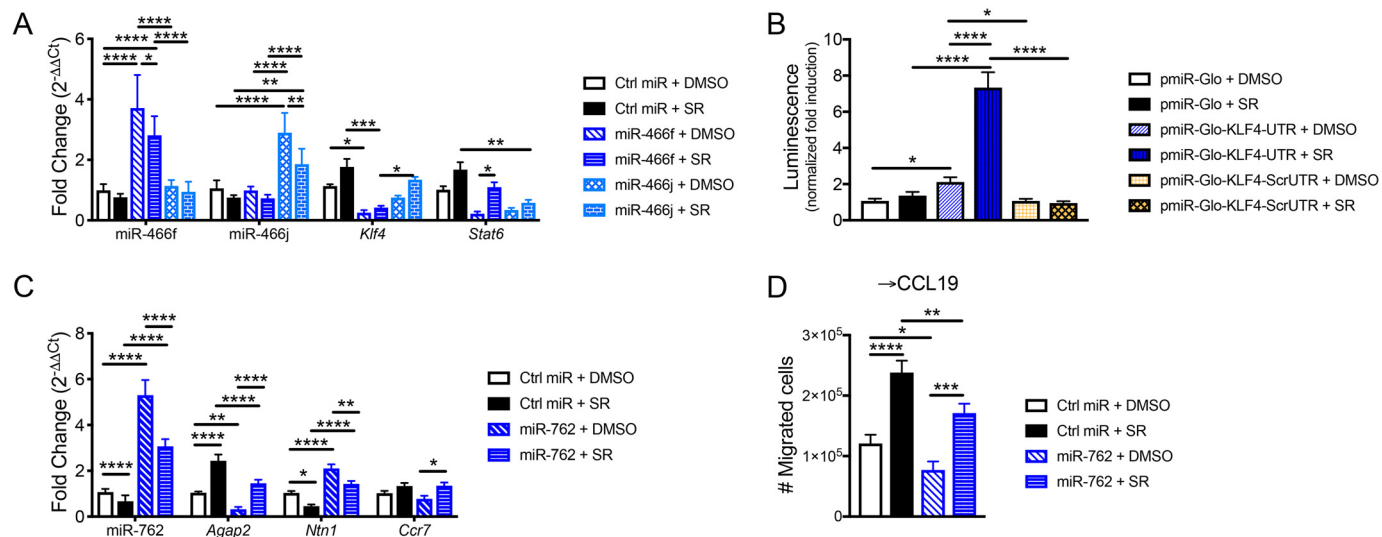 A
Fold Change (2-ΔΔCt)
6
4
2
0
**** 
**** ****
**** *
****
****
**
**** **
***
* *
**
*
miR-466f miR-466j Klf4 Stat6
Ctrl miR + DMSO
Ctrl miR + SR
miR-466f + DMSO
miR-466f + SR
miR-466j + DMSO
miR-466j + SR
B
Luminescence
(normalized fold induction)
10
8
6
4
2
0
*
****
**** ****
*
pmiR-Glo + DMSO
pmiR-Glo + SR
pmiR-Glo-KLF4-UTR + DMSO
pmiR-Glo-KLF4-UTR + SR
pmiR-Glo-KLF4-ScrUTR + DMSO
pmiR-Glo-KLF4-ScrUTR + SR
C
Fold Change (2-ΔΔCt)
8
6
4
2
0
****
****
****
****
****
****
**
****
**
****
****
*
*
miR-762 Agap2 Ntn1 Ccr7
Ctrl miR + DMSO
Ctrl miR + SR
miR-762 + DMSO
miR-762 + SR
D
→CCL19
# Migrated cells
3×10⁵
2×10⁵
1×10⁵
0
**
*
****
***
Ctrl miR + DMSO
Ctrl miR + SR
miR-762 + DMSO
miR-762 + SR